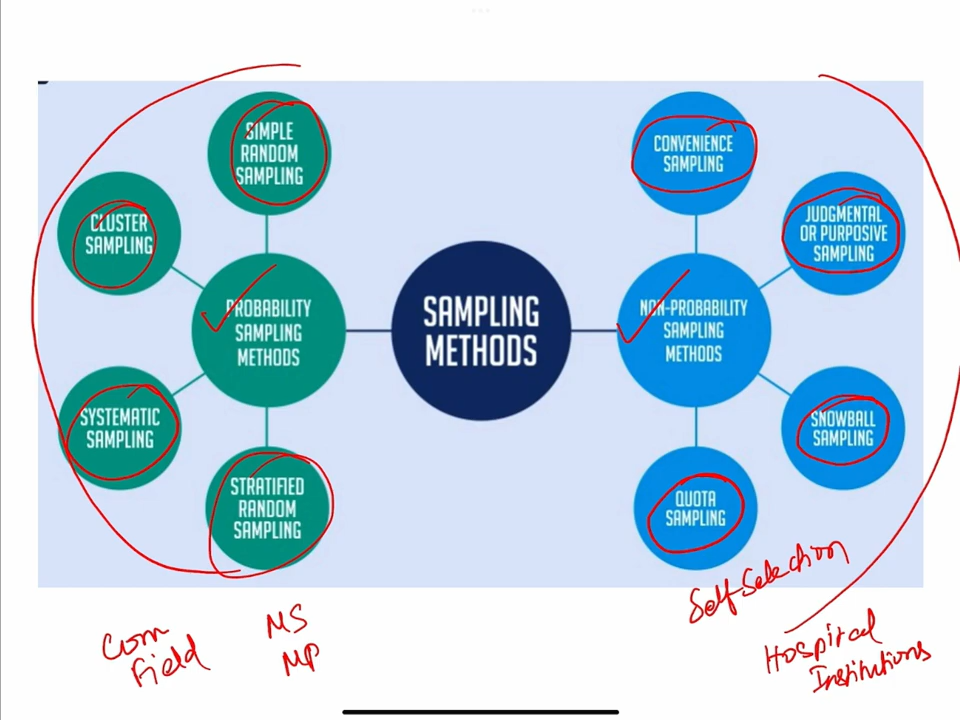 SIMPLE
RANDOM
SAMPLING
CLUSTER
SAMPLING
PROBABILITY
SAMPLING
METHODS
SYSTEMATIC
SAMPLING
STRATIFIED
RANDOM
SAMPLING
SAMPLING
METHODS
CONVENIENCE
SAMPLING
JUDGMENTAL
OR PURPOSIVE
SAMPLING
NON-PROBABILITY
SAMPLING
METHODS
SNOWBALL
SAMPLING
QUOTA
SAMPLING
Self-Selection
Com
Field
MS
MP
Hospital
Institutions